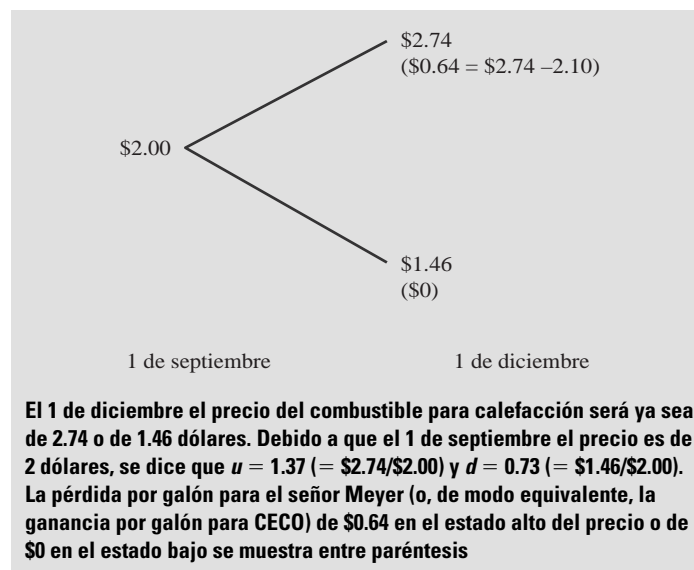 $2.74
($0.64 = $2.74 –2.10)
$2.00
$1.46
($0)
1 de septiembre 1 de diciembre
El 1 de diciembre el precio del combustible para calefacción será ya sea
de 2.74 o de 1.46 dólares. Debido a que el 1 de septiembre el precio es de
2 dólares, se dice que u = 1.37 (= $2.74/$2.00) y d = 0.73 (= $1.46/$2.00).
La pérdida por galón para el señor Meyer (o, de modo equivalente, la
ganancia por galón para CECO) de $0.64 en el estado alto del precio o de
$0 en el estado bajo se muestra entre paréntesis